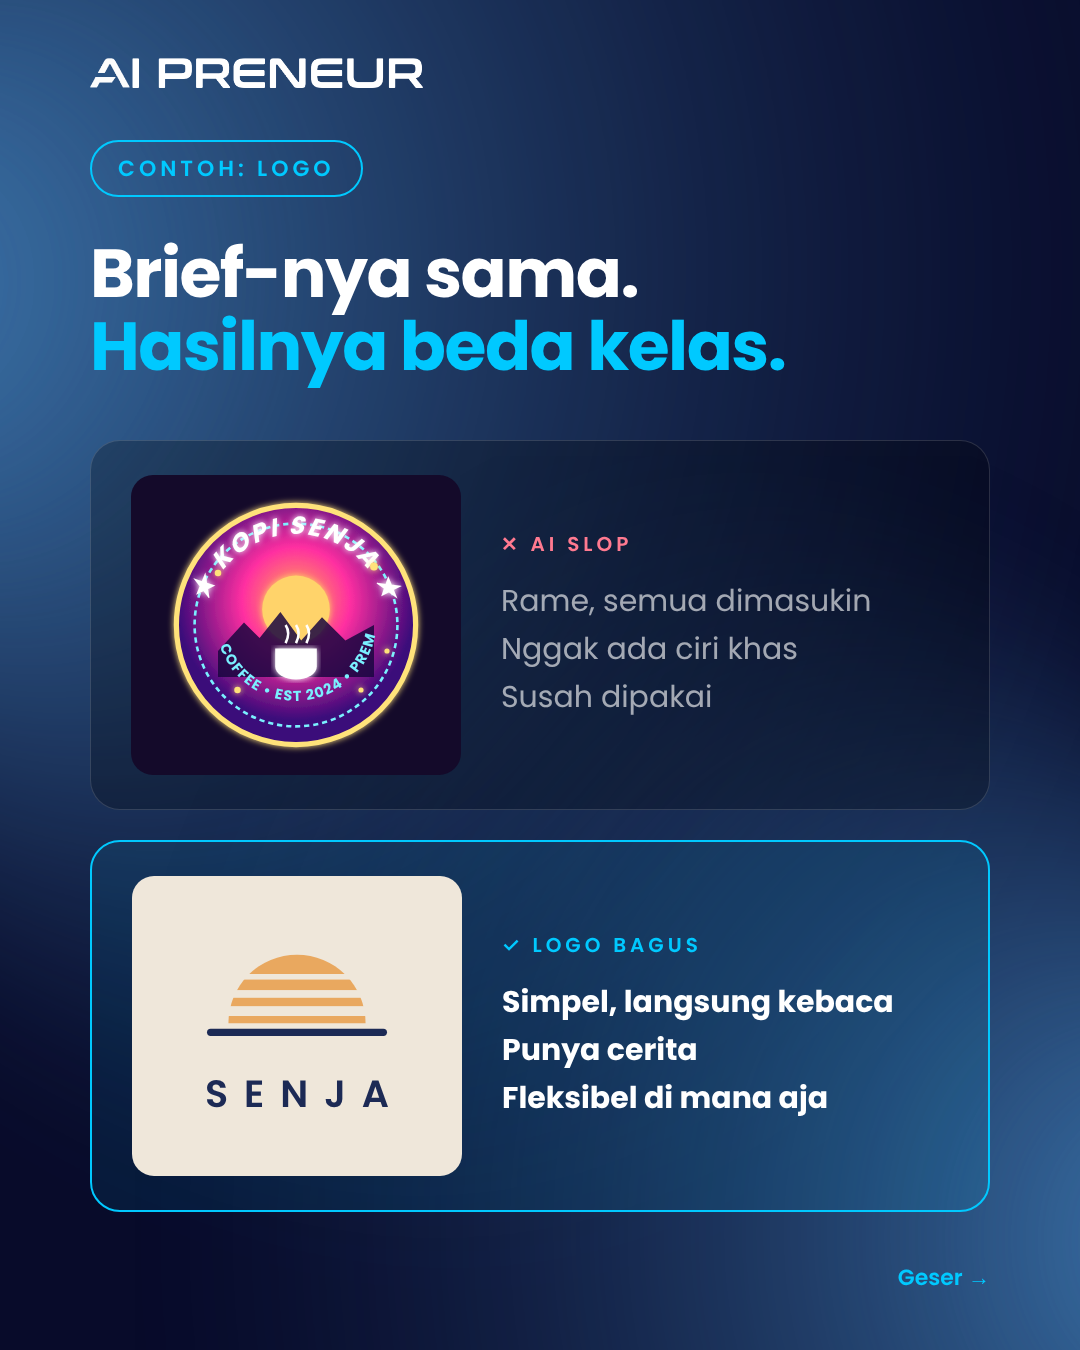 AI PRENEUR
CONTOH: LOGO
Brief-nya sama.
Hasilnya beda kelas.
★ KOPI SENJA ★
COFFEE • EST 2024 • PREM
✕ AI SLOP
Rame, semua dimasukin
Nggak ada ciri khas
Susah dipakai
SENJA
✓ LOGO BAGUS
Simpel, langsung kebaca
Punya cerita
Fleksibel di mana aja
Geser →